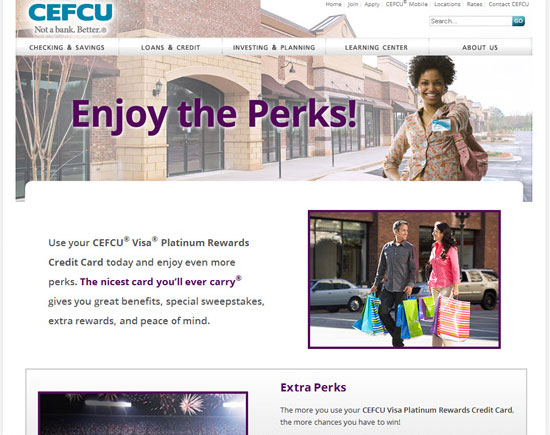 CEFCU
Not a bank. Better.®
Home Join Apply CEFCU® Mobile Locations Rates Contact CEFCU
Search... GO
CHECKING & SAVINGS LOANS & CREDIT INVESTING & PLANNING LEARNING CENTER ABOUT US
Enjoy the Perks!
Use your CEFCU® Visa® Platinum Rewards
Credit Card today and enjoy even more
perks. The nicest card you'll ever carry®
gives you great benefits, special sweepstakes,
extra rewards, and peace of mind.
Extra Perks
The more you use your CEFCU Visa Platinum Rewards Credit Card,
the more chances you have to win!